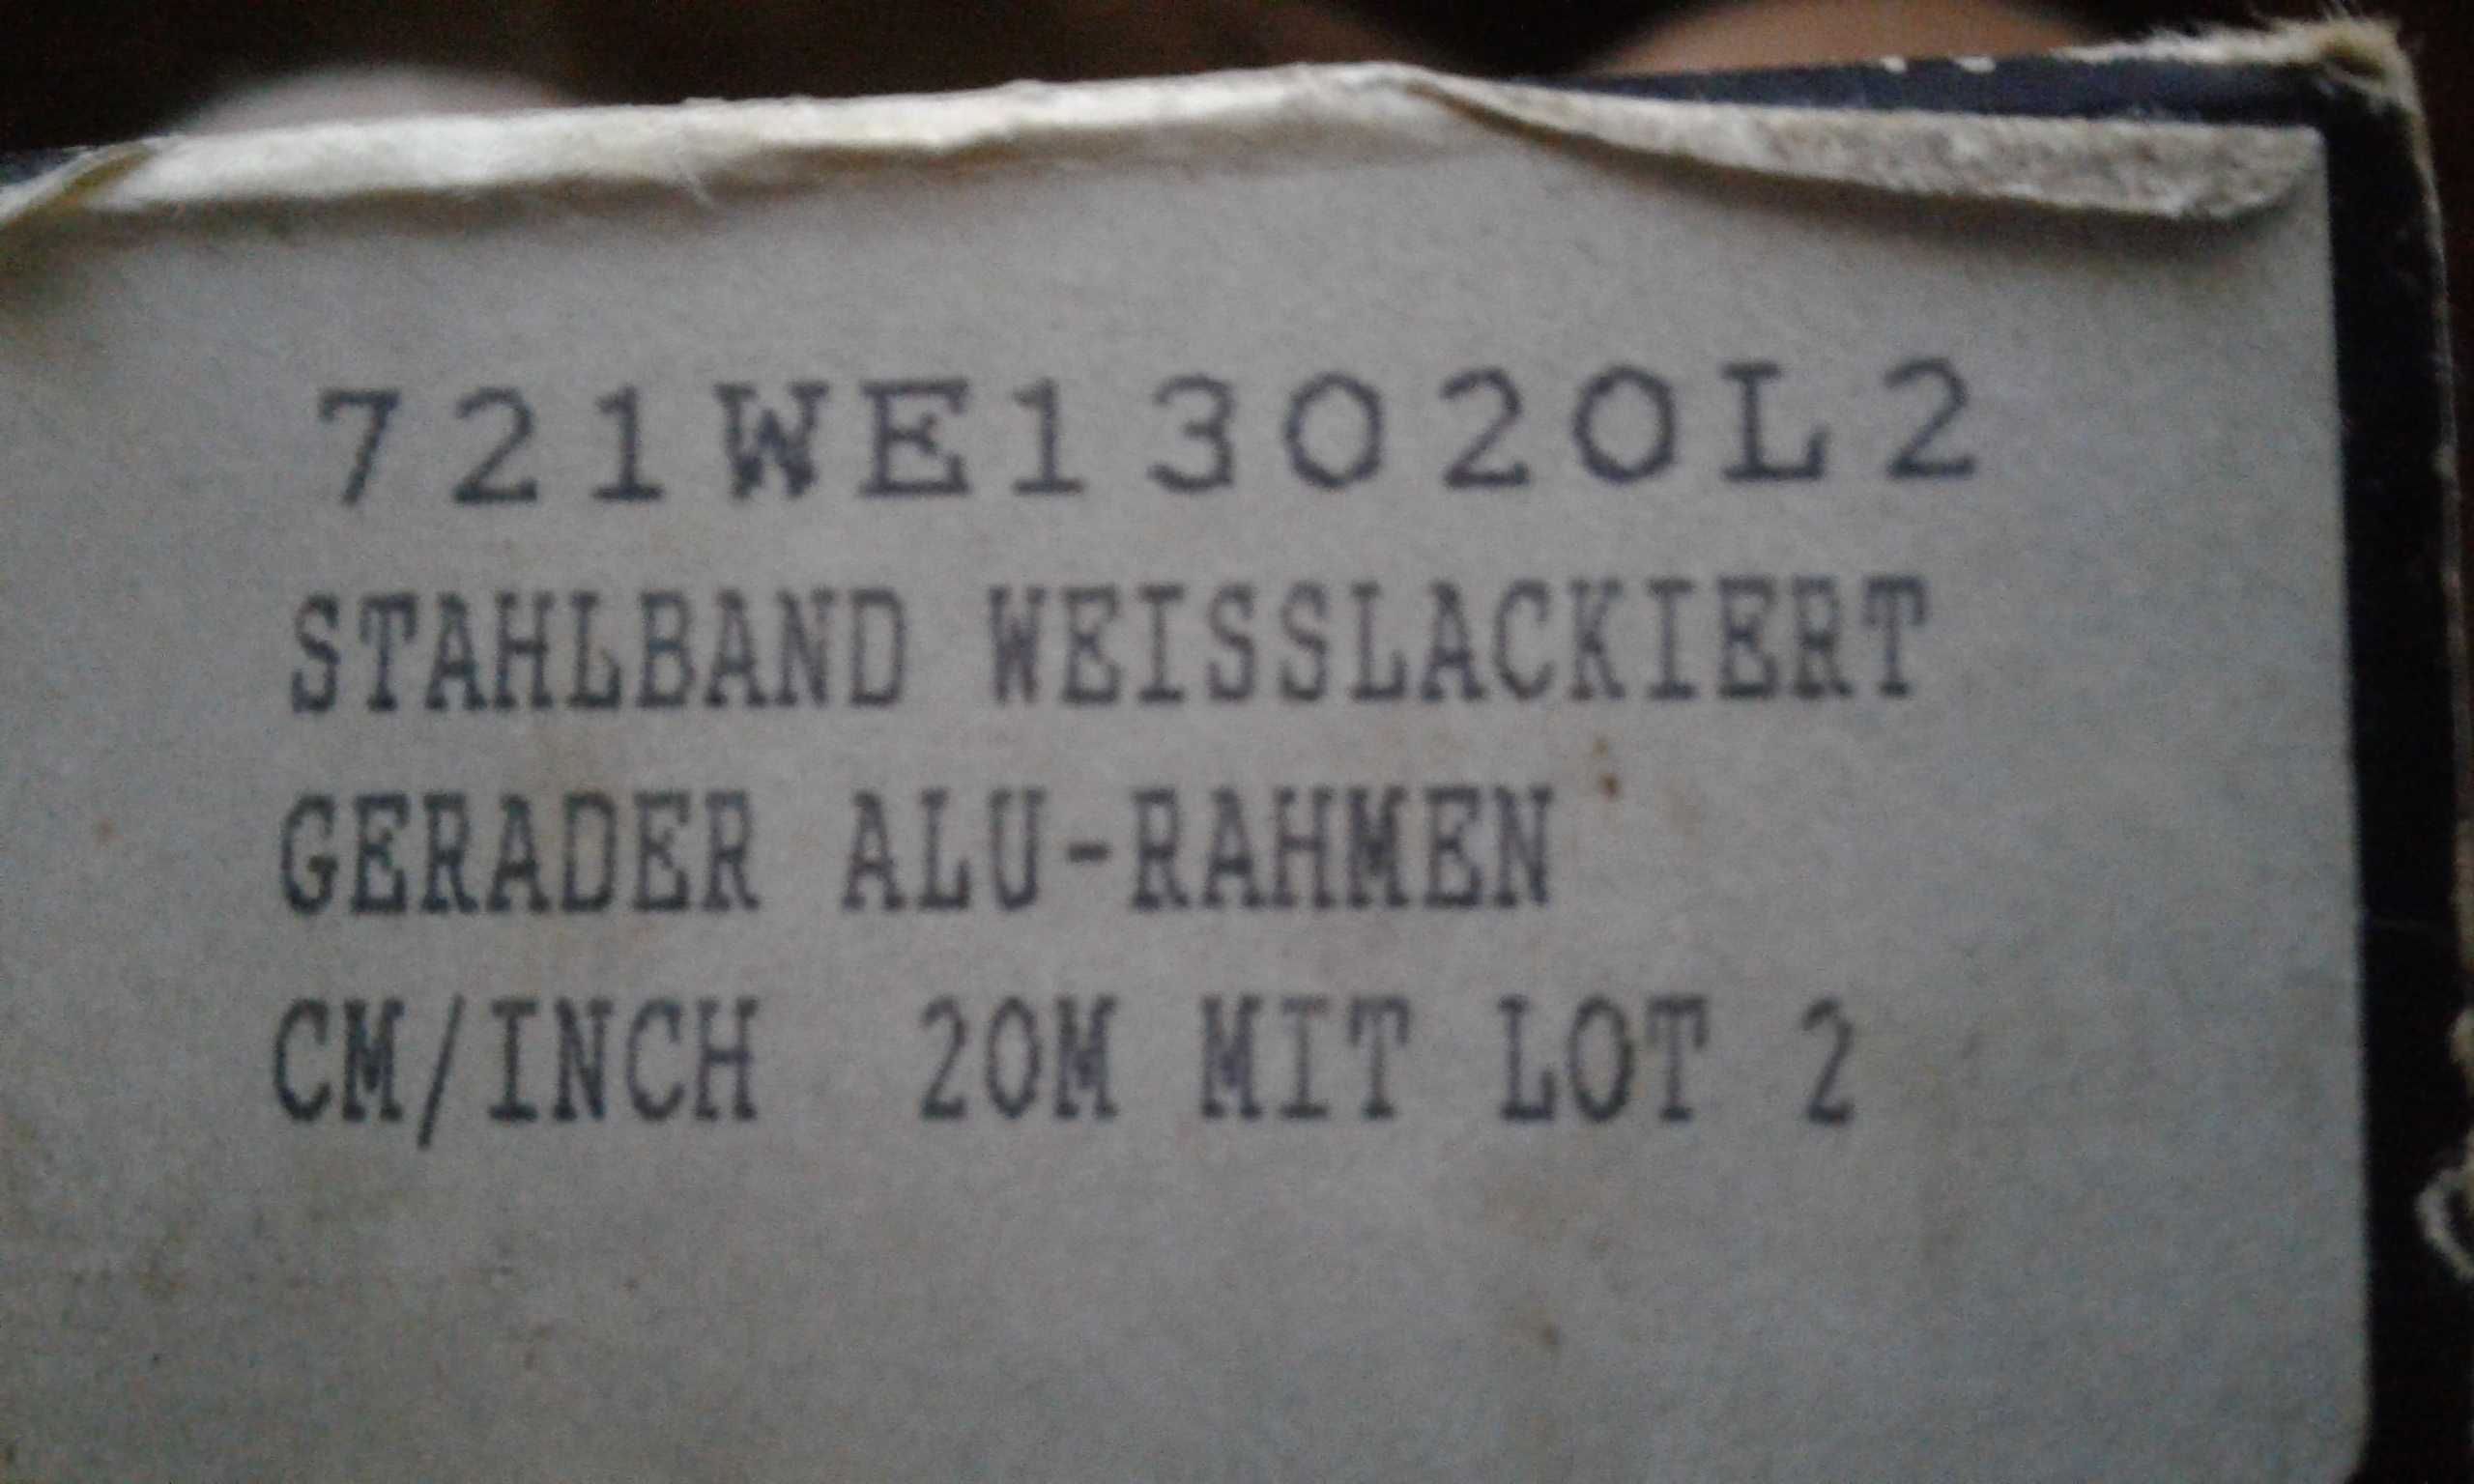 721WE13020L2
STAHLBAND WEISSLACKIERT
GERADER ALU-RAHMEN
CM/INCH 20M MIT LOT 2